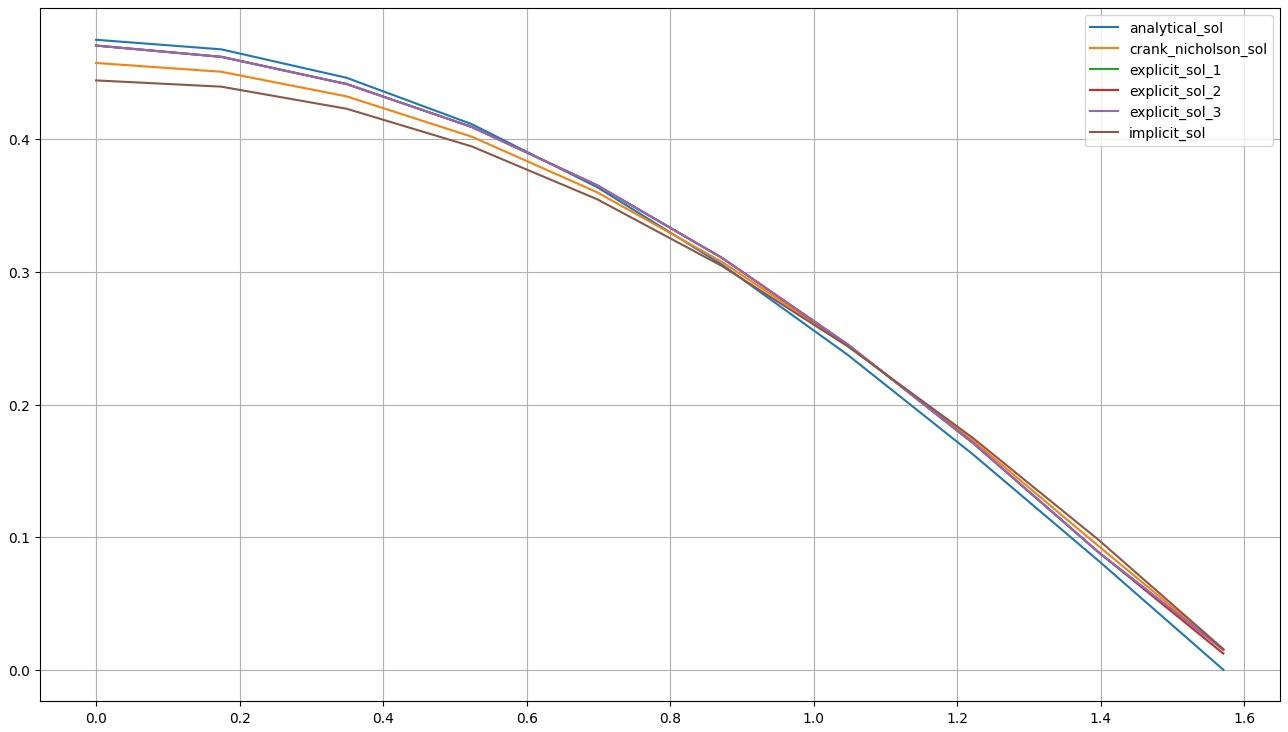 analytical_sol
crank_nicholson_sol
explicit_sol_1
explicit_sol_2
explicit_sol_3
implicit_sol
0.4
0.3
0.2
0.1
0.0
0.0 0.2 0.4 0.6 0.8 1.0 1.2 1.4 1.6